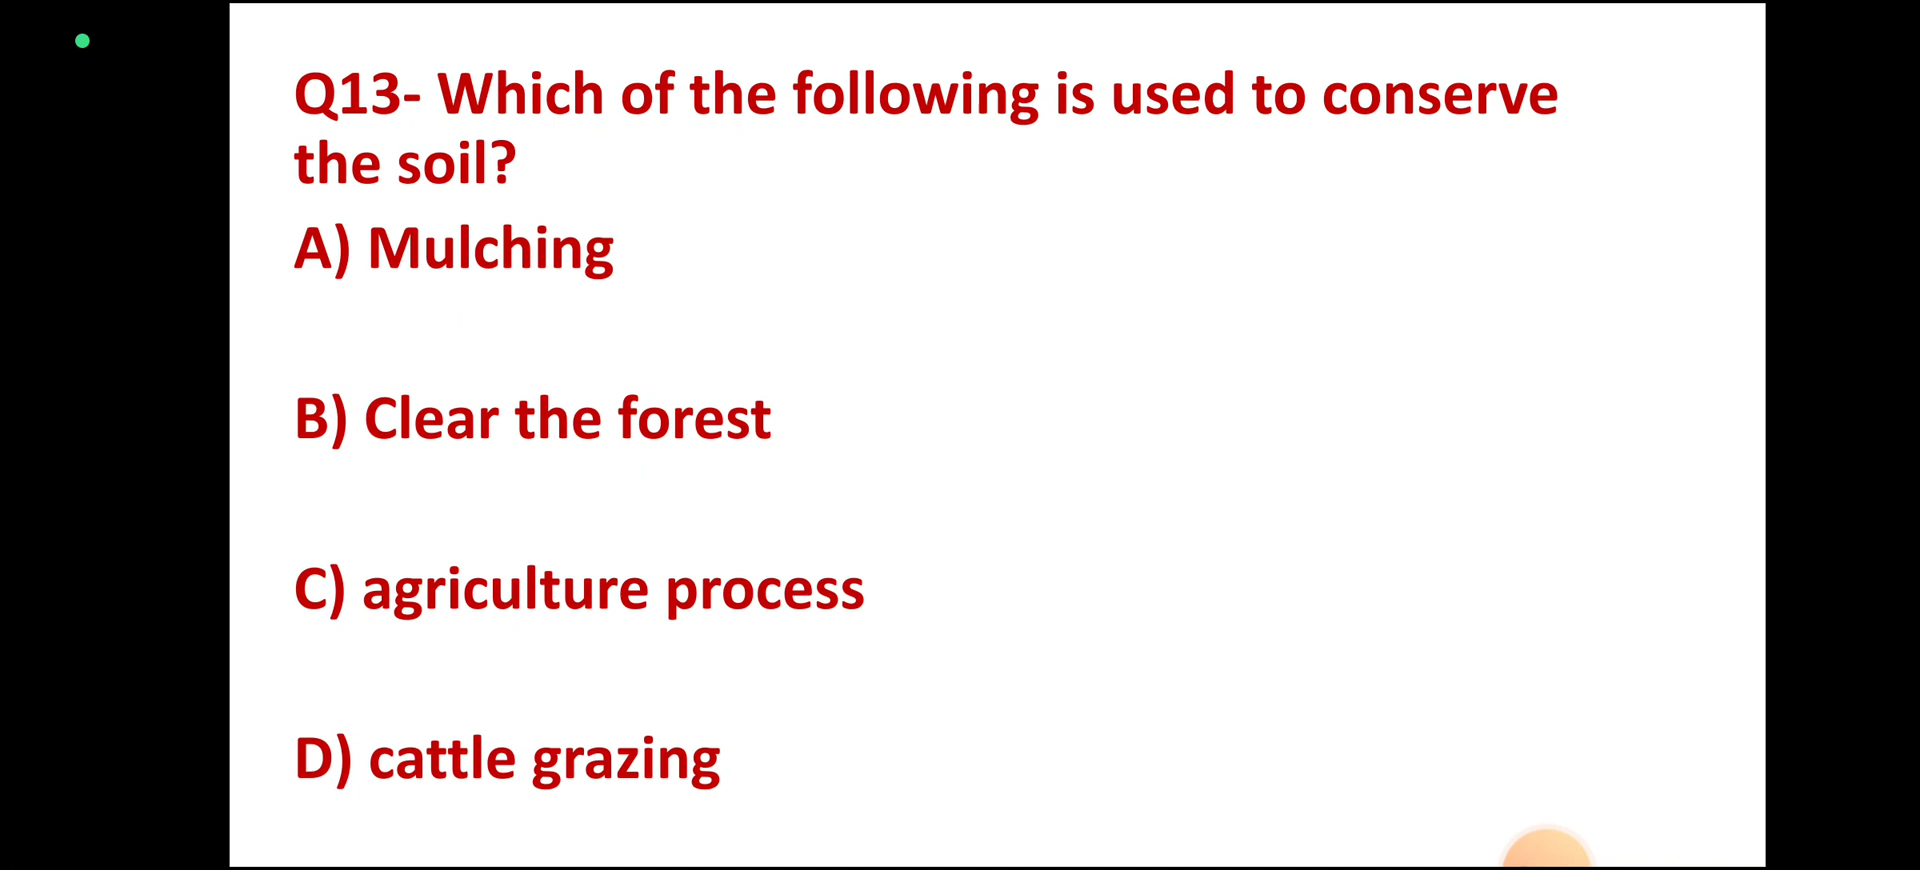 Q13- Which of the following is used to conserve
the soil?
A) Mulching
B) Clear the forest
C) agriculture process
D) cattle grazing